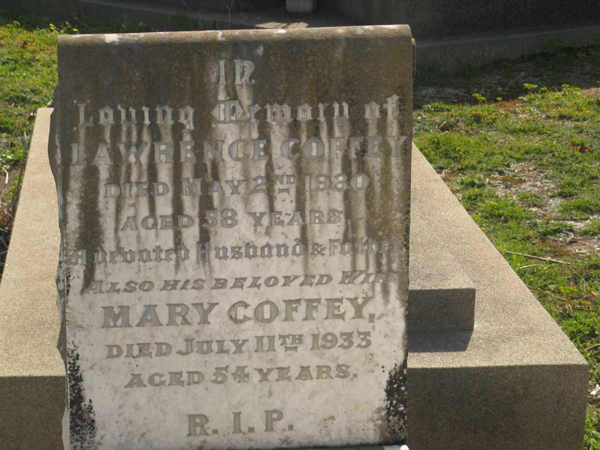 IN
Loving Memory of
LAWRENCE COFFEY
DIED MAY 2ND 1930
AGED 58 YEARS
A devoted Husband & Father
ALSO HIS BELOVED WIFE
MARY COFFEY,
DIED JULY 11TH 1933
AGED 54 YEARS.
R.I.P.